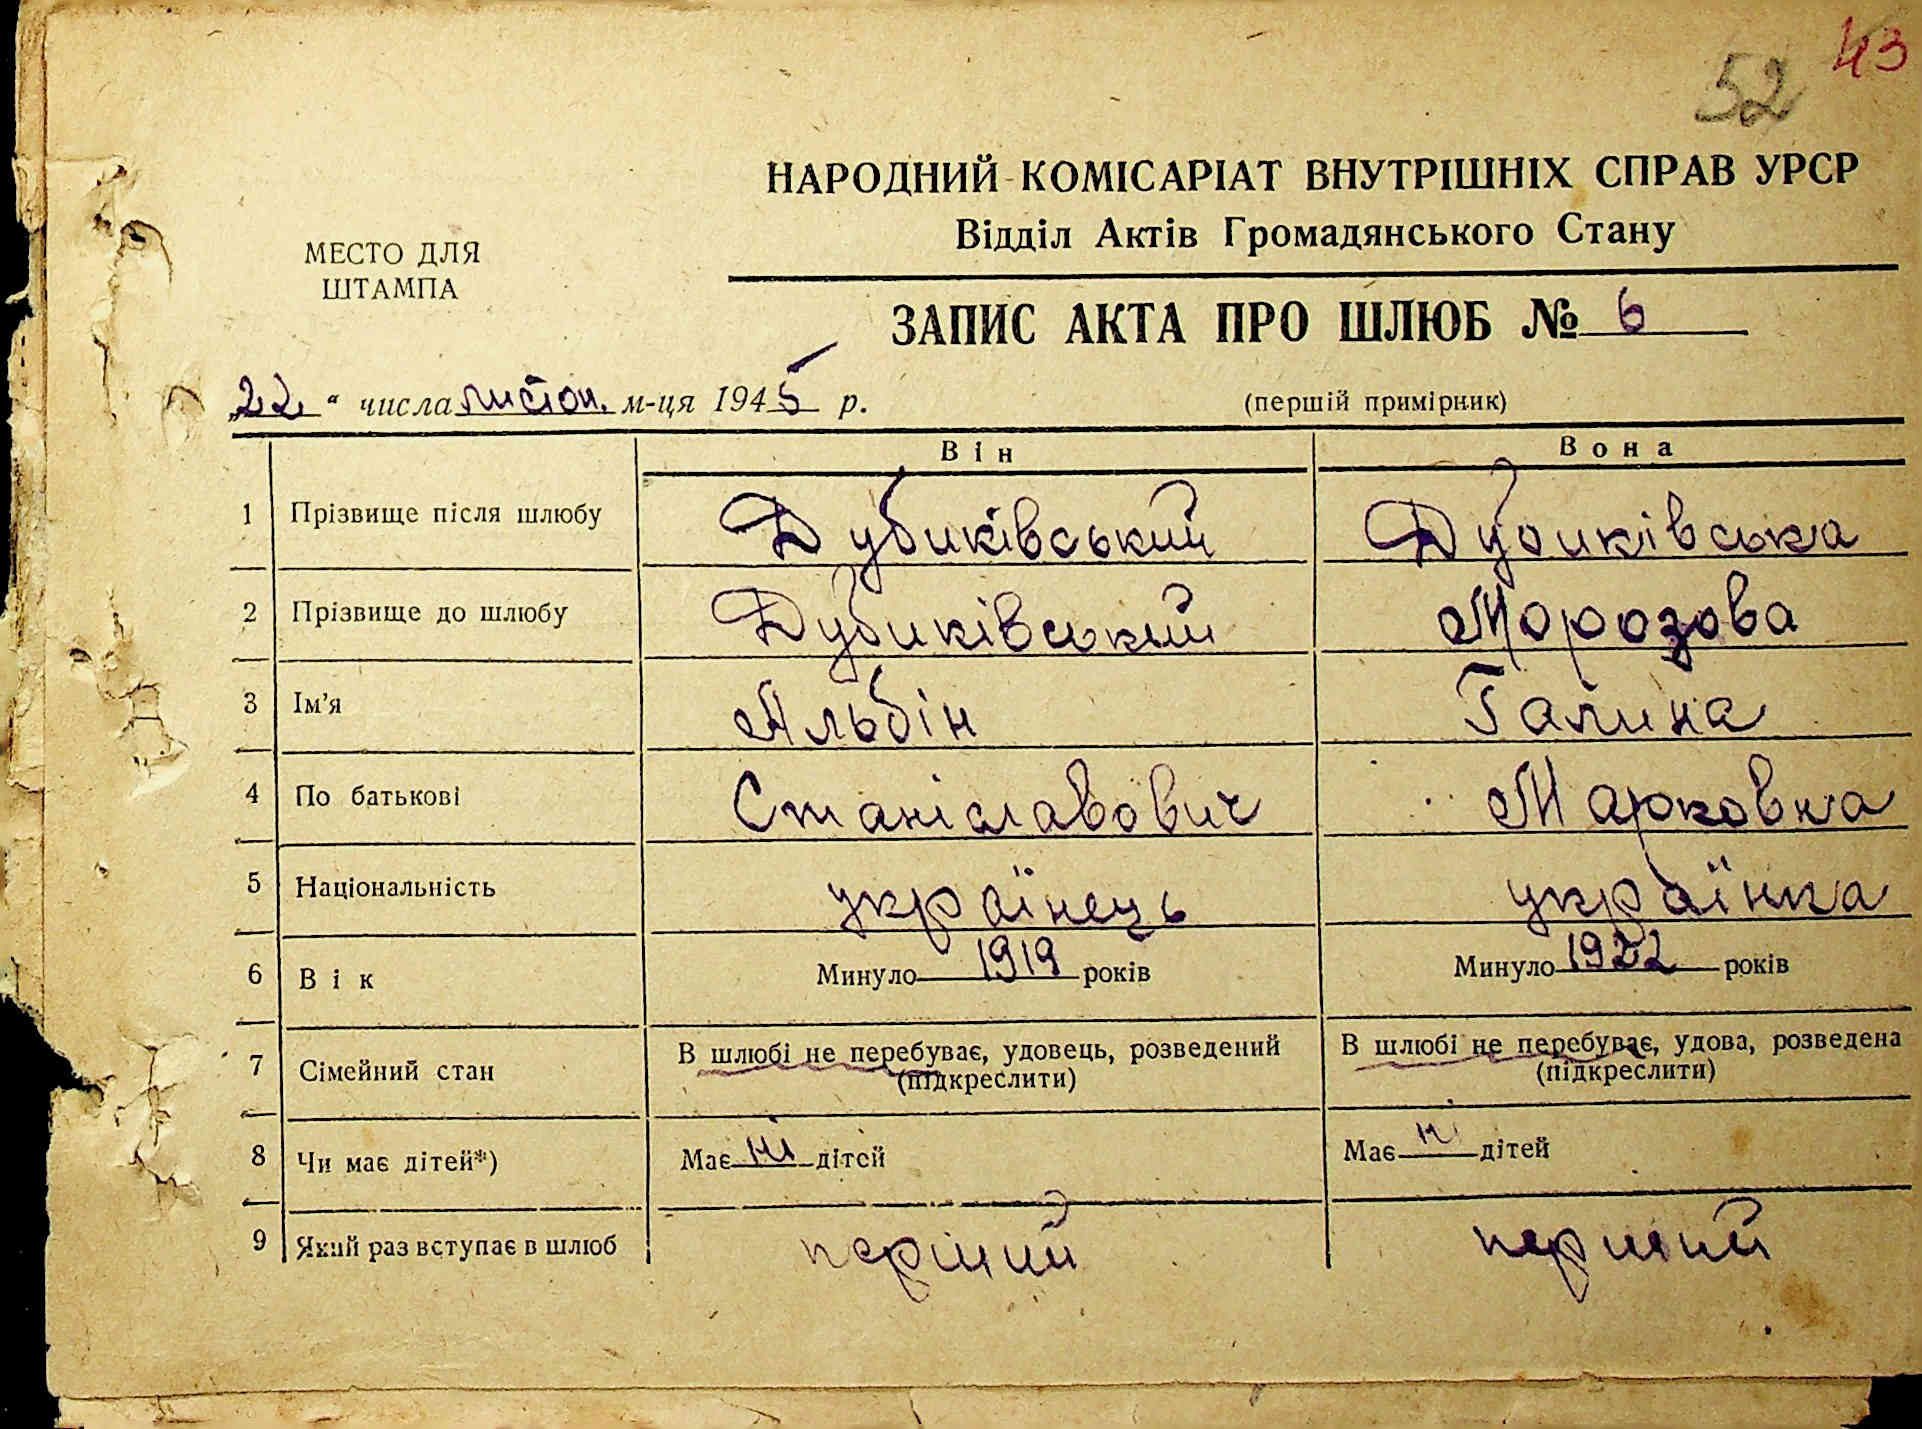 43
52
НАРОДНИЙ КОМІСАРІАТ ВНУТРІШНІХ СПРАВ УРСР
Відділ Актів Громадянського Стану
МЕСТО ДЛЯ
ШТАМПА
ЗАПИС АКТА ПРО ШЛЮБ № 6
„22" числа листоп. м-ця 1945 р. (першій примірник)
Він Вона
1 Прізвище після шлюбу Дубиківський Дубиківська
2 Прізвище до шлюбу Дубиківський Морозова
3 Ім'я Альбін Галина
4 По батькові Станіславович Марковна
5 Національність українець українка
6 Вік Минуло 1919 років Минуло 1922 років
7 Сімейний стан В шлюбі не перебуває, удовець, розведений В шлюбі не перебуває, удова, розведена
(підкреслити) (підкреслити)
8 Чи має дітей*) Має ні дітей Має ні дітей
9 Який раз вступає в шлюб перший перший